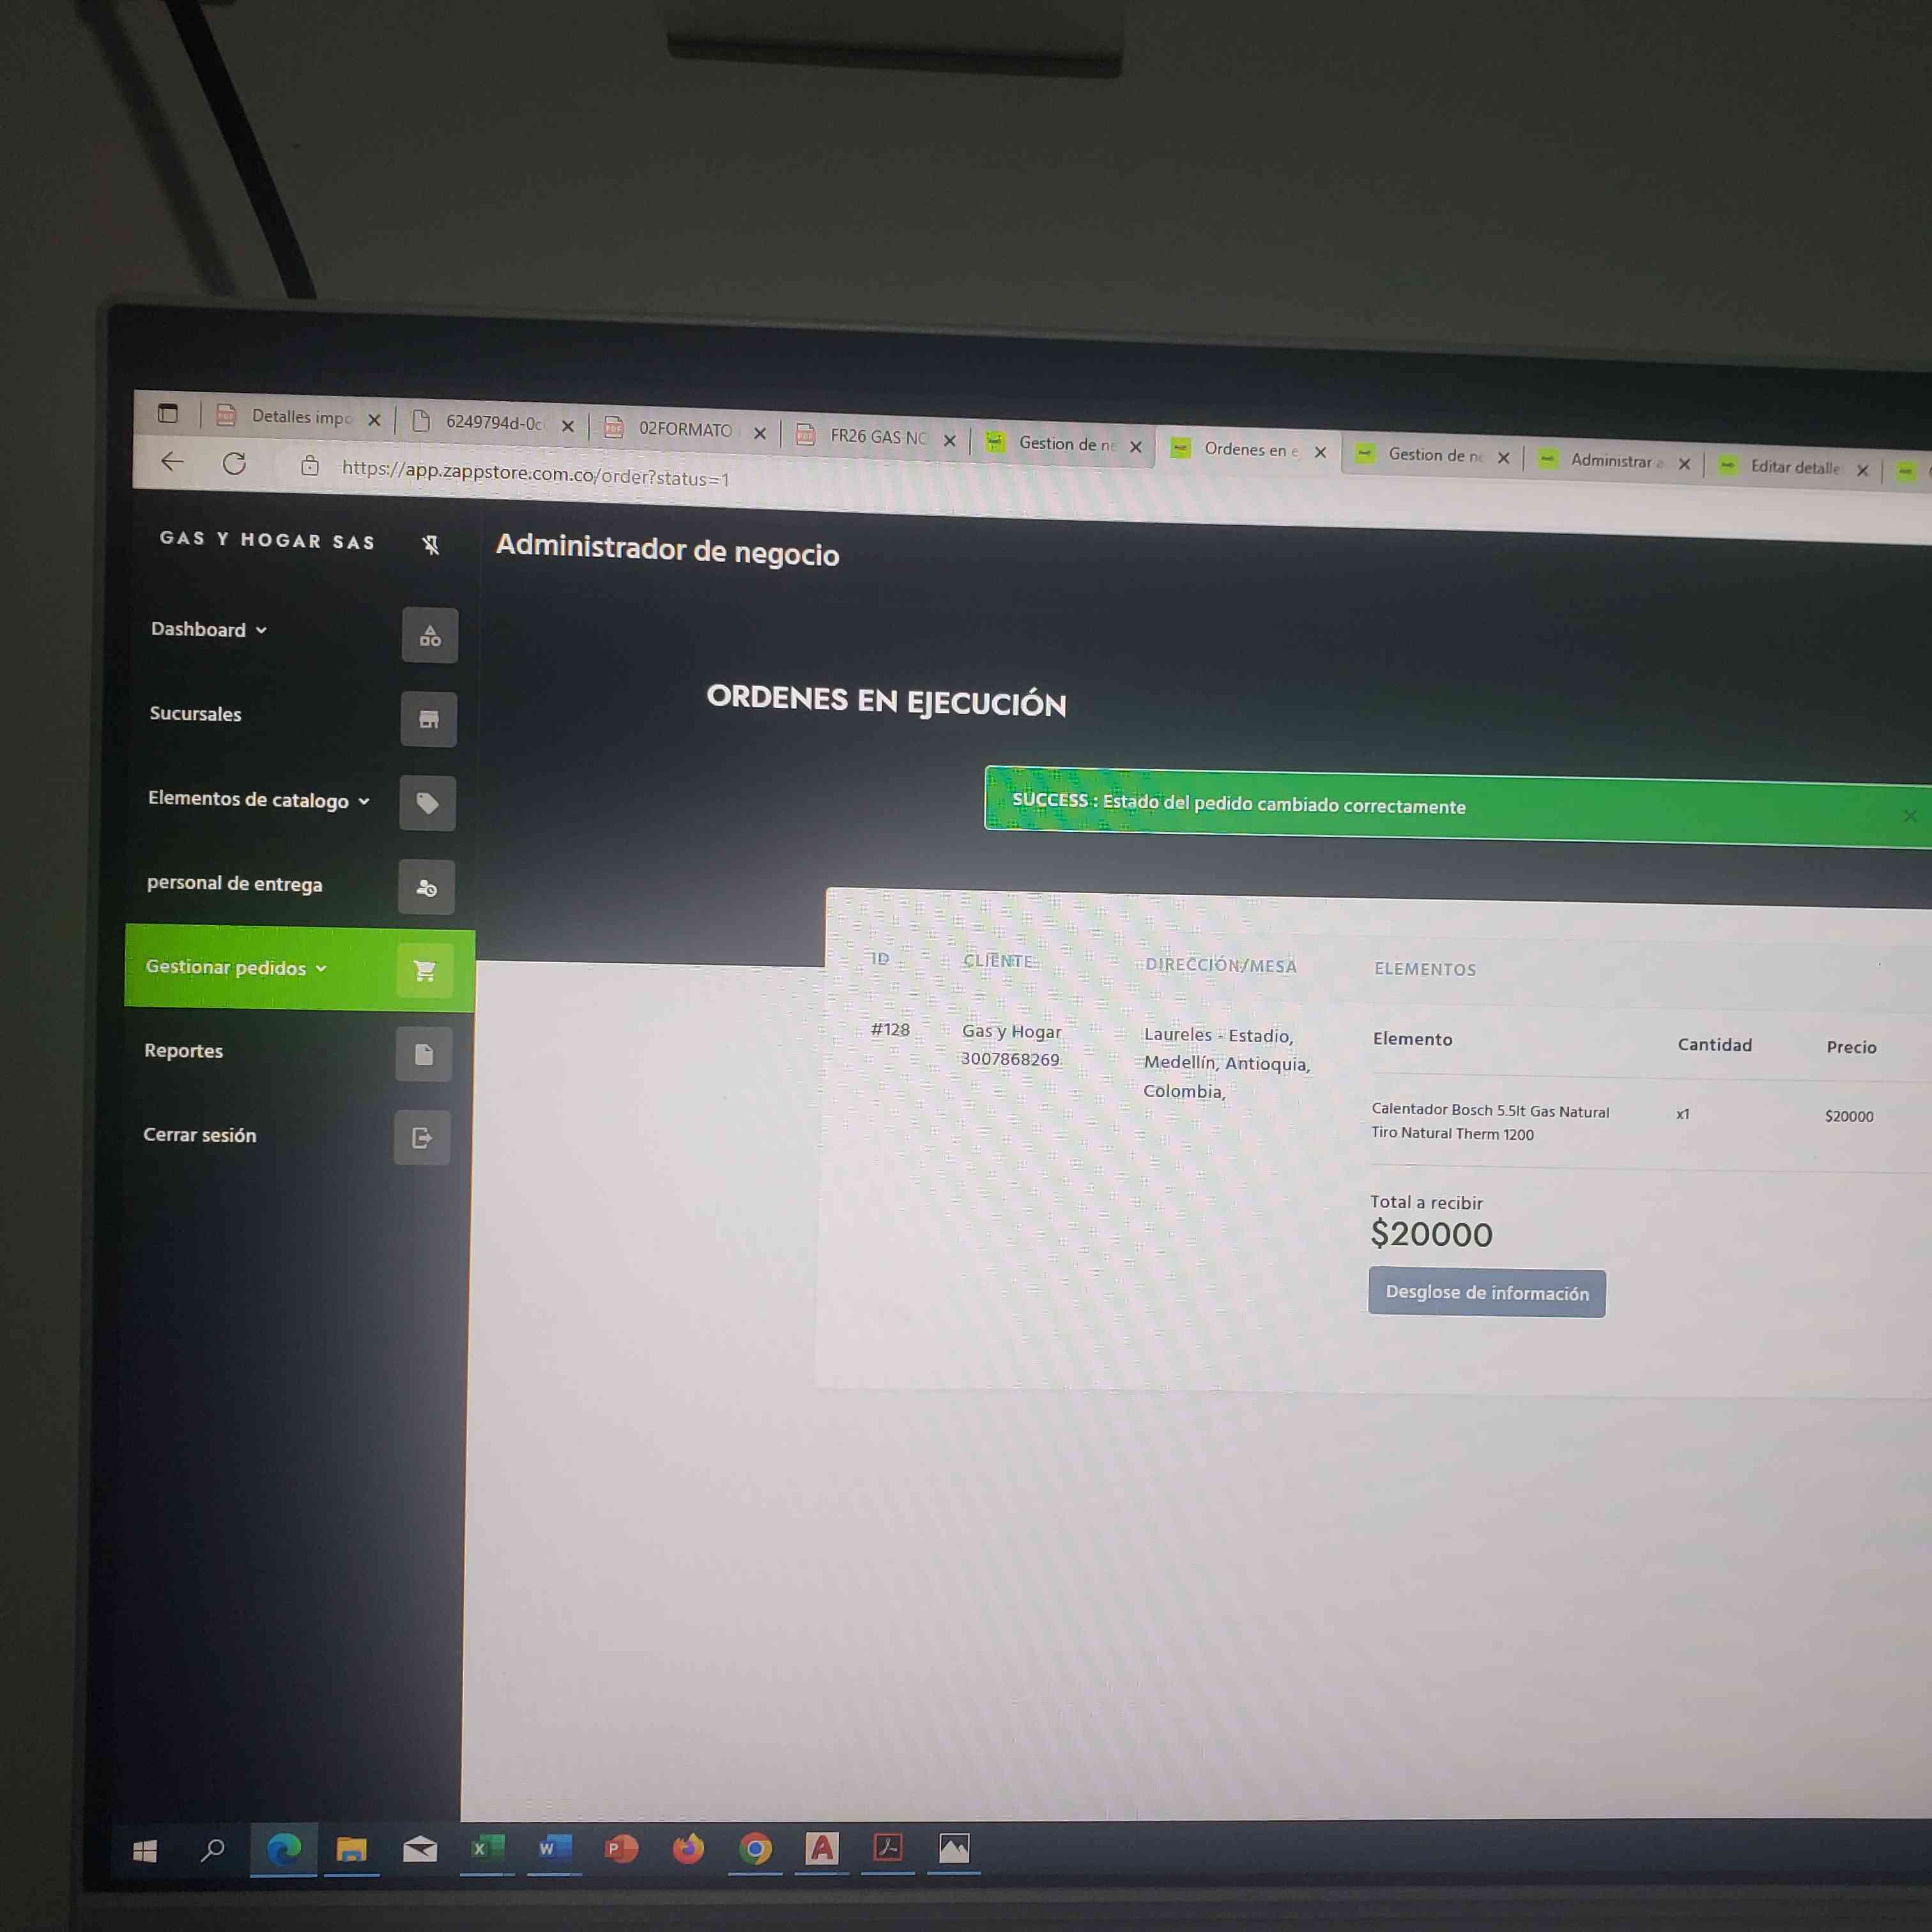 Detalles impo
6249794d-0c
02FORMATO
FR26 GAS NO
Gestion de ne
Ordenes en e
Gestion de ne
Administrar a
Editar detalle
https://app.zappstore.com.co/order?status=1
GAS Y HOGAR SAS
Administrador de negocio
Dashboard
Sucursales
Elementos de catalogo
personal de entrega
Gestionar pedidos
Reportes
Cerrar sesión
ORDENES EN EJECUCIÓN
SUCCESS : Estado del pedido cambiado correctamente
ID CLIENTE DIRECCIÓN/MESA ELEMENTOS
#128
Gas y Hogar
3007868269
Laureles - Estadio,
Medellín, Antioquia,
Colombia,
Elemento Cantidad Precio
Calentador Bosch 5.5lt Gas Natural
Tiro Natural Therm 1200
x1 $20000
Total a recibir
$20000
Desglose de información